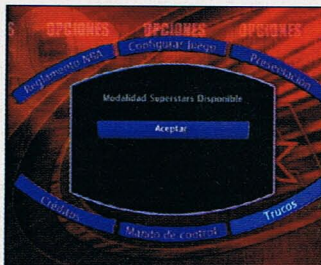 OPCIONES OPCIONES OPCIONES
Reglamento NBA
Configurar Juego
Presentación
Modalidad Superstars Disponible
Aceptar
Créditos
Mando de control
Trucos